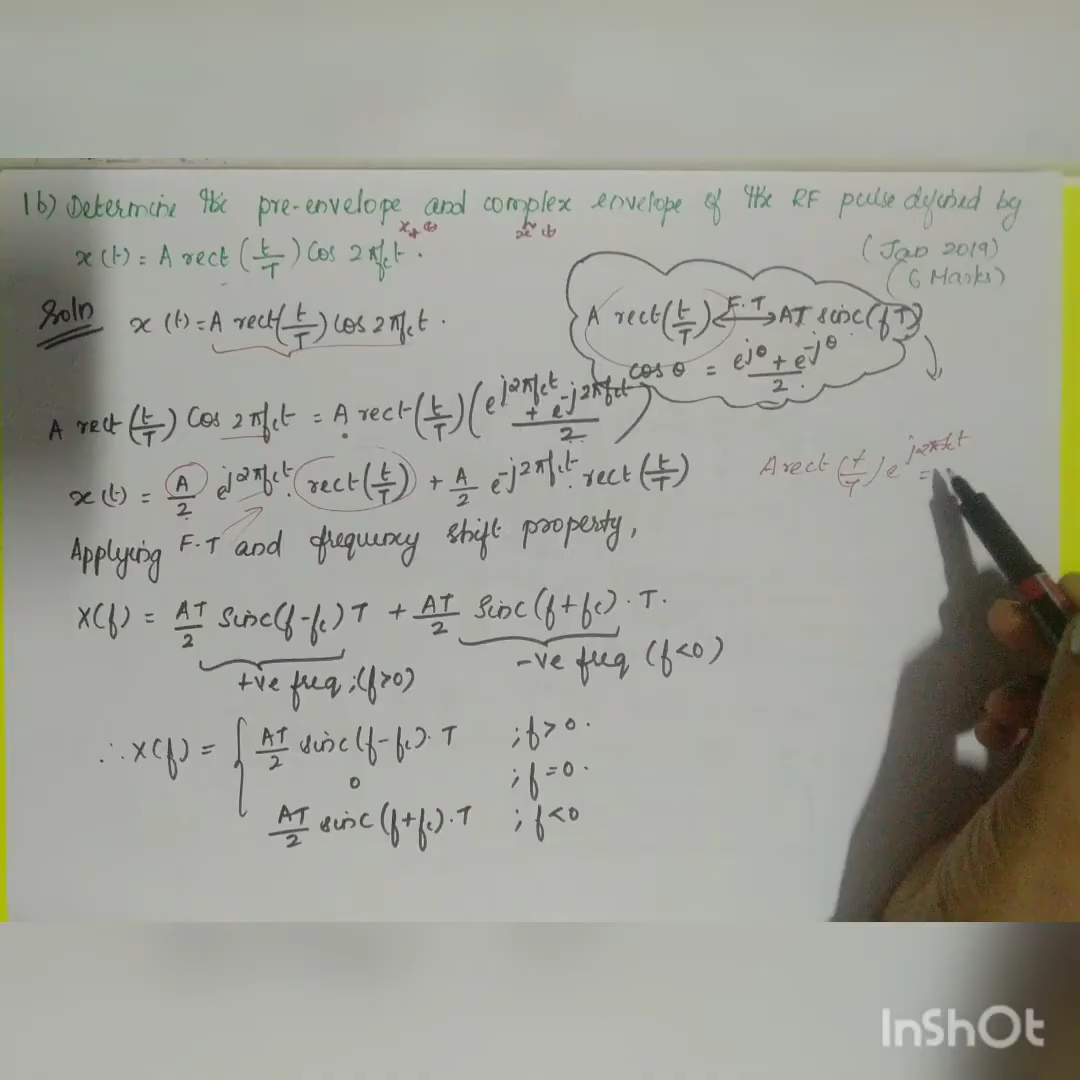 1b) Determine the pre-envelope and complex envelope of the RF pulse defined by
x₊(t) x̃(t)
x(t) = A rect(t/T) Cos 2πfct.
(Jan 2019)
(6 Marks)
Soln x(t) = A rect(t/T) cos 2πfct.
A rect(t/T) F.T ⟷ AT sinc(fT)
cos θ = (e^jθ + e^-jθ)/2.
A rect(t/T) Cos 2πfct = A rect(t/T) ((e^j2πfct + e^-j2πfct)/2)
x(t) = A/2 e^j2πfct. rect(t/T) + A/2 e^-j2πfct. rect(t/T)
A rect(t/T) e^j2πfct =
Applying F.T and frequency shift property,
X(f) = AT/2 Sinc(f-fc)T + AT/2 Sinc(f+fc).T.
+ve freq ;(f>0) -ve freq (f<0)
∴ X(f) = { AT/2 sinc(f-fc).T ; f>0.
0 ; f=0.
AT/2 sinc(f+fc).T ; f<0
InShOt